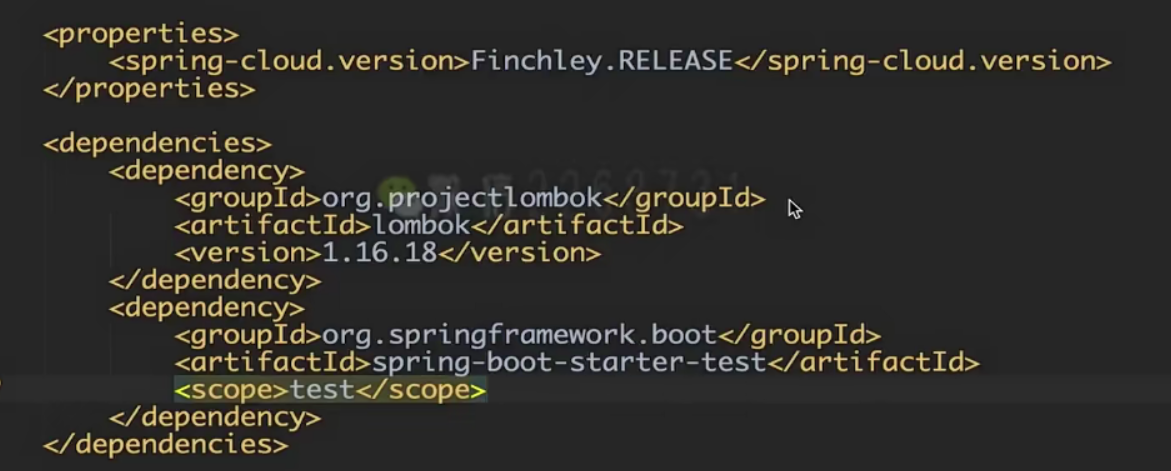 <properties>
    <spring-cloud.version>Finchley.RELEASE</spring-cloud.version>
</properties>

<dependencies>
    <dependency>
        <groupId>org.projectlombok</groupId>
        <artifactId>lombok</artifactId>
        <version>1.16.18</version>
    </dependency>
    <dependency>
        <groupId>org.springframework.boot</groupId>
        <artifactId>spring-boot-starter-test</artifactId>
        <scope>test</scope>
    </dependency>
</dependencies>